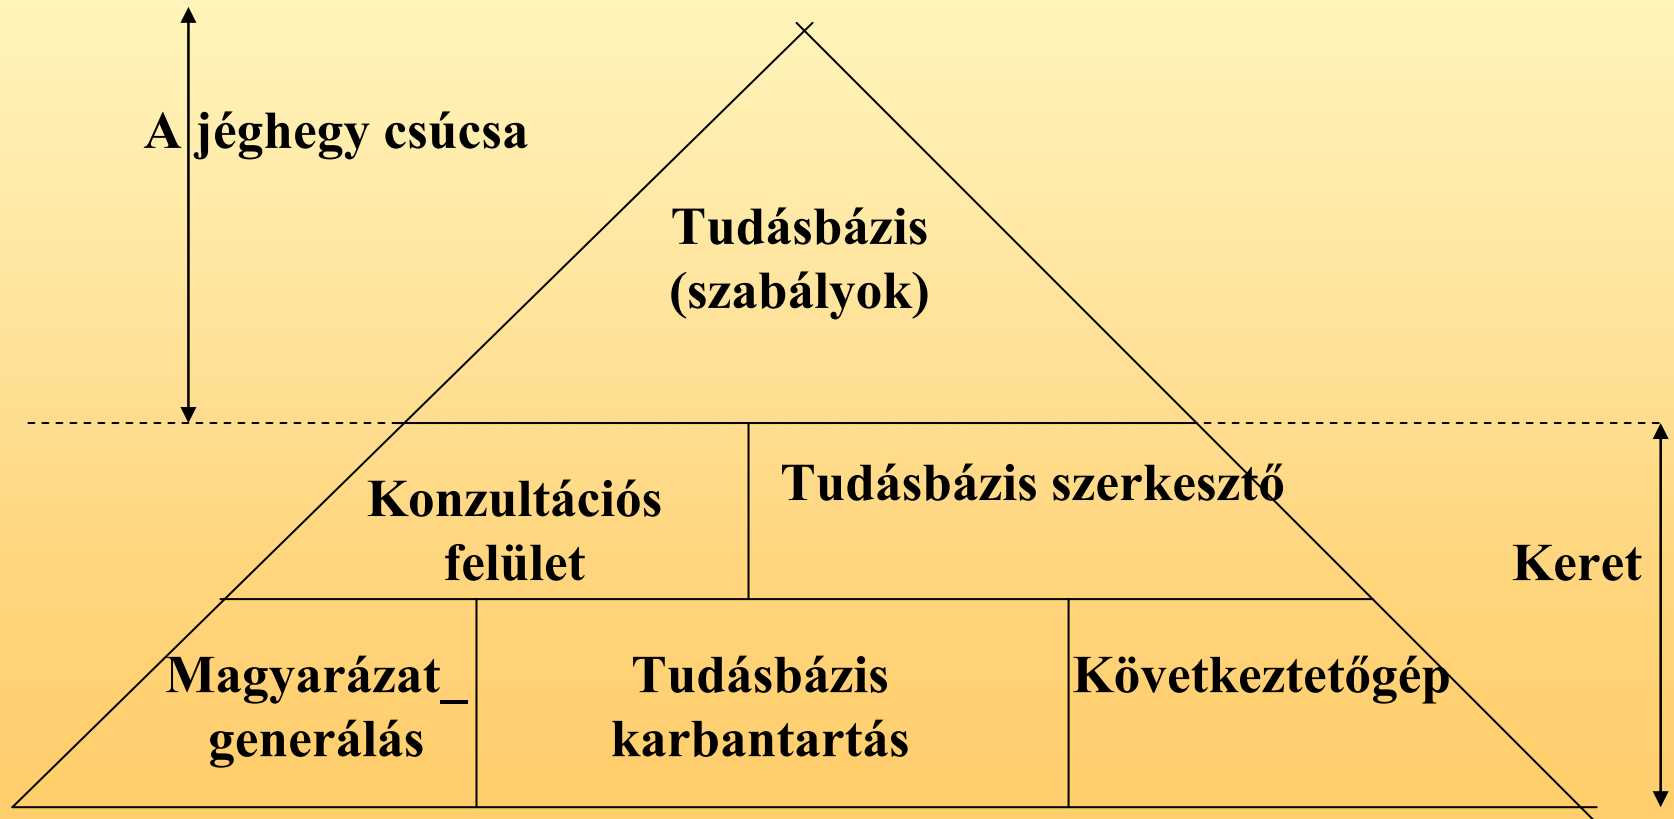 A jéghegy csúcsa
Tudásbázis
(szabályok)
Konzultációs
felület
Tudásbázis szerkesztő
Keret
Magyarázat_
generálás
Tudásbázis
karbantartás
Következtetőgép